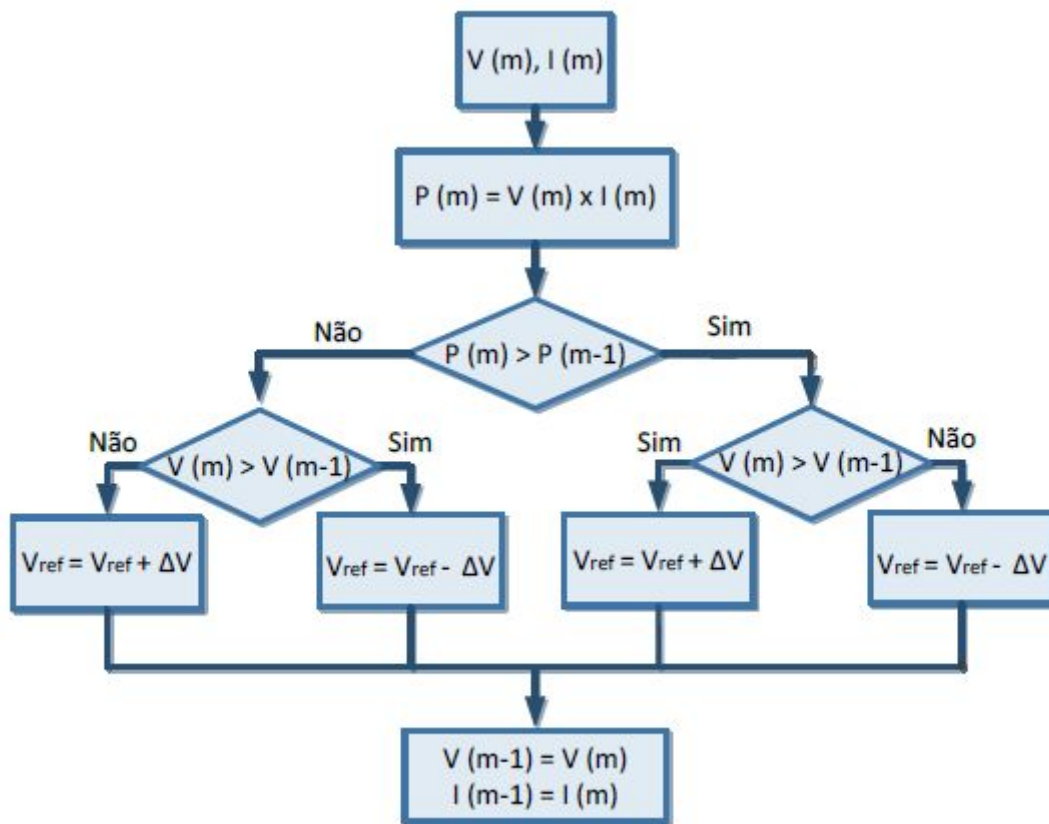 V (m), I (m)
P (m) = V (m) x I (m)
Não
Sim
P (m) > P (m-1)
Não
Sim
Sim
Não
V (m) > V (m-1)
V (m) > V (m-1)
Vref = Vref + ΔV
Vref = Vref - ΔV
Vref = Vref + ΔV
Vref = Vref - ΔV
V (m-1) = V (m)
I (m-1) = I (m)